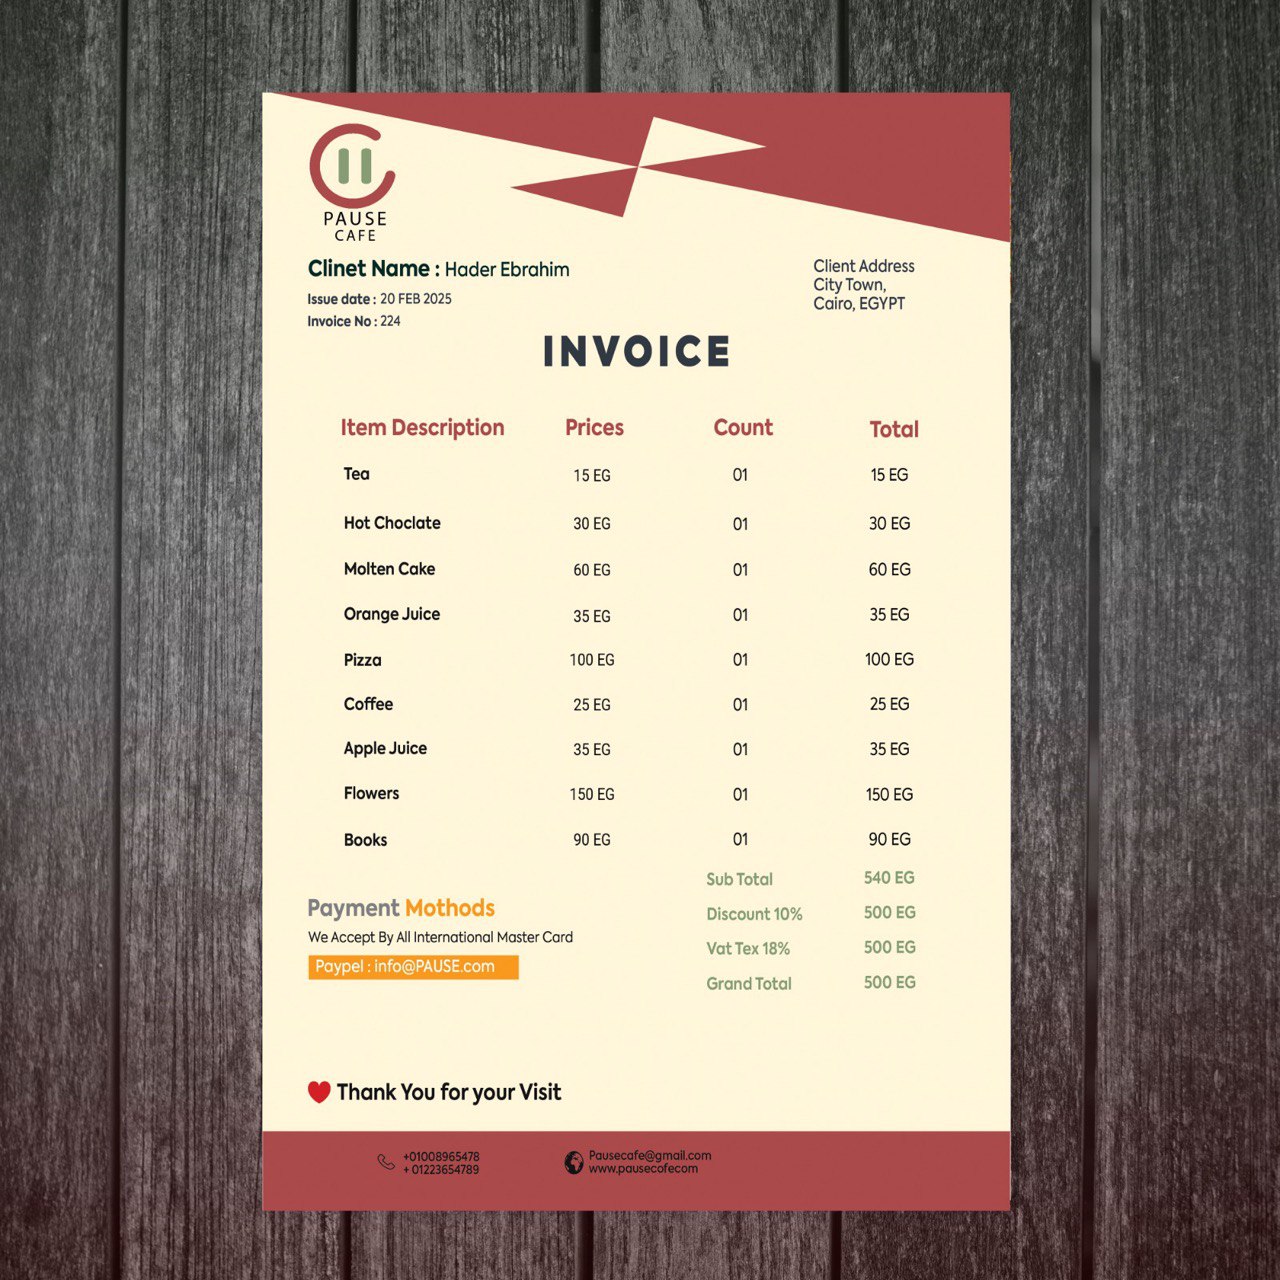 PAUSE
CAFE
Clinet Name : Hader Ebrahim
Issue date : 20 FEB 2025
Invoice No : 224
Client Address
City Town,
Cairo, EGYPT
INVOICE
Item Description Prices Count Total
Tea 15 EG 01 15 EG
Hot Choclate 30 EG 01 30 EG
Molten Cake 60 EG 01 60 EG
Orange Juice 35 EG 01 35 EG
Pizza 100 EG 01 100 EG
Coffee 25 EG 01 25 EG
Apple Juice 35 EG 01 35 EG
Flowers 150 EG 01 150 EG
Books 90 EG 01 90 EG
Sub Total 540 EG
Discount 10% 500 EG
Vat Tex 18% 500 EG
Grand Total 500 EG
Payment Mothods
We Accept By All International Master Card
Paypel : info@PAUSE.com
Thank You for your Visit
+01008965478
+ 01223654789
Pausecafe@gmail.com
www.pausecofecom